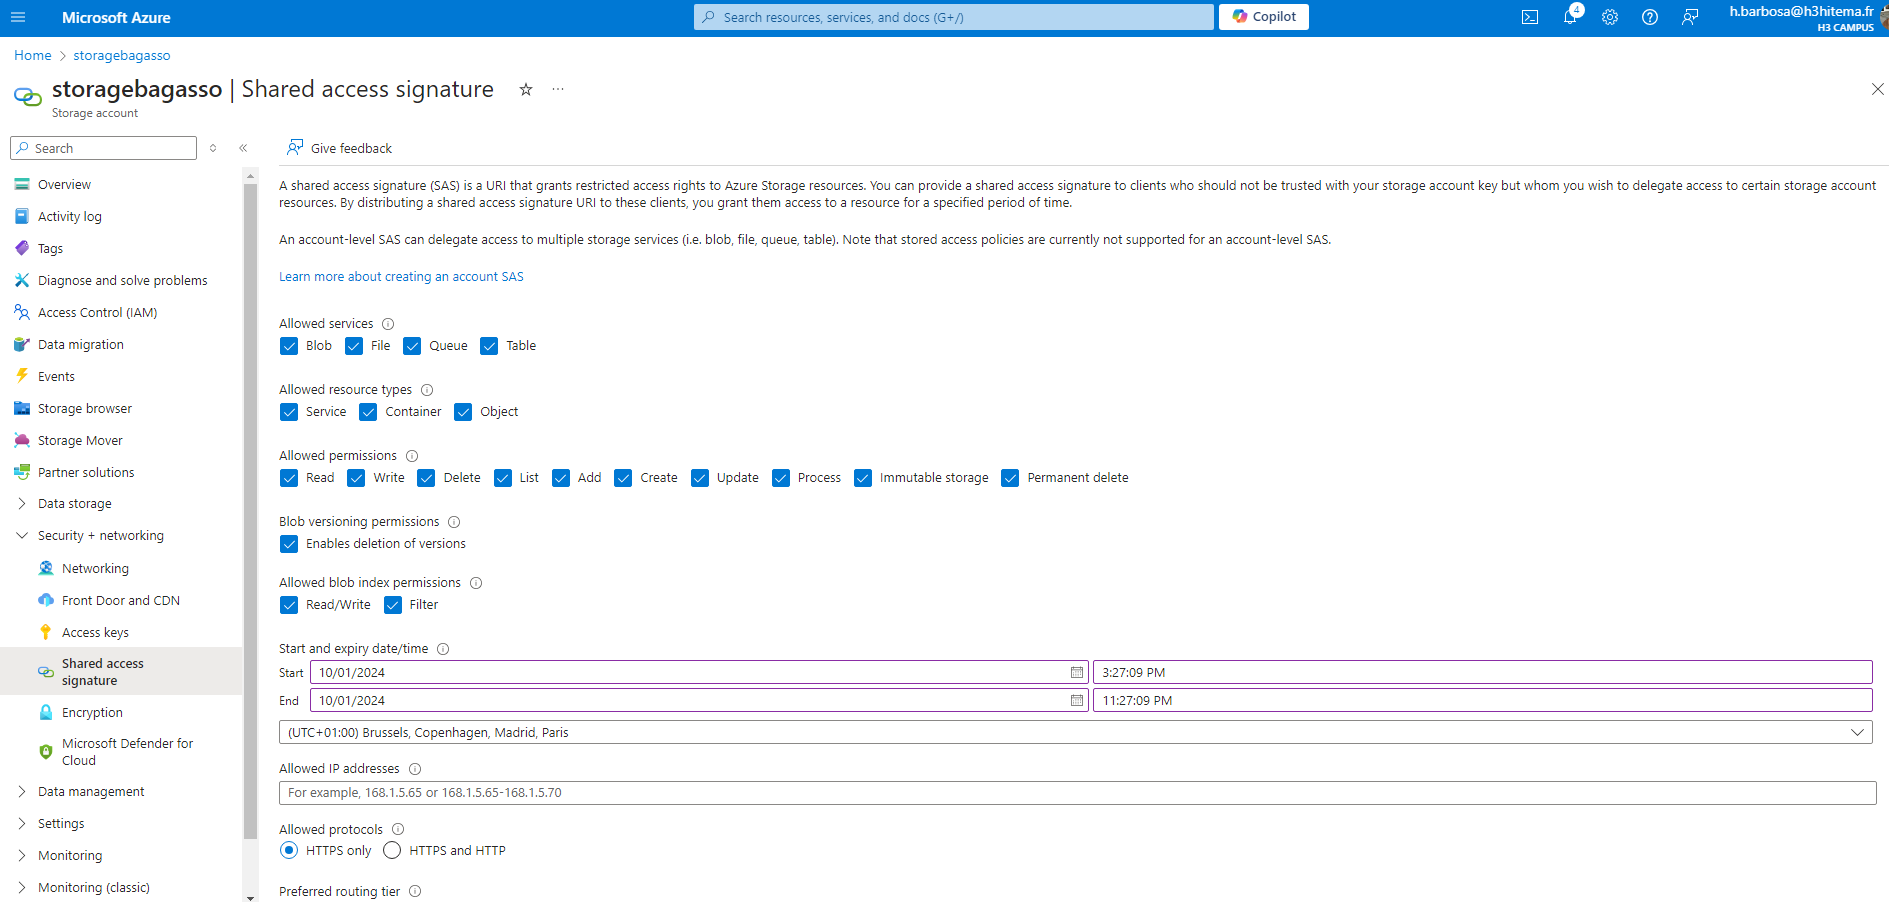 Microsoft Azure
Search resources, services, and docs (G+/)
Copilot
4
h.barbosa@h3hitema.fr
H3 CAMPUS
Home > storagebagasso
storagebagasso | Shared access signature
Storage account
Search
Give feedback
Overview
Activity log
Tags
Diagnose and solve problems
Access Control (IAM)
Data migration
Events
Storage browser
Storage Mover
Partner solutions
Data storage
Security + networking
Networking
Front Door and CDN
Access keys
Shared access
signature
Encryption
Microsoft Defender for
Cloud
Data management
Settings
Monitoring
Monitoring (classic)
A shared access signature (SAS) is a URI that grants restricted access rights to Azure Storage resources. You can provide a shared access signature to clients who should not be trusted with your storage account key but whom you wish to delegate access to certain storage account
resources. By distributing a shared access signature URI to these clients, you grant them access to a resource for a specified period of time.
An account-level SAS can delegate access to multiple storage services (i.e. blob, file, queue, table). Note that stored access policies are currently not supported for an account-level SAS.
Learn more about creating an account SAS
Allowed services
Blob File Queue Table
Allowed resource types
Service Container Object
Allowed permissions
Read Write Delete List Add Create Update Process Immutable storage Permanent delete
Blob versioning permissions
Enables deletion of versions
Allowed blob index permissions
Read/Write Filter
Start and expiry date/time
Start 10/01/2024 3:27:09 PM
End 10/01/2024 11:27:09 PM
(UTC+01:00) Brussels, Copenhagen, Madrid, Paris
Allowed IP addresses
For example, 168.1.5.65 or 168.1.5.65-168.1.5.70
Allowed protocols
HTTPS only HTTPS and HTTP
Preferred routing tier